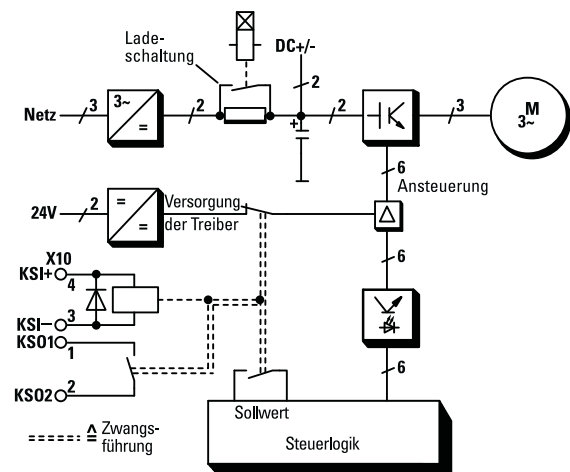 Lade-
schaltung
DC+/-
2
Netz
3
3~
=
2
+
2
3
M
3~
6
Ansteuerung
24V
2
=
=
Versorgung
der Treiber
Δ
6
X10
KSI+
4
KSI–
3
KSO1
1
KSO2
2
6
Sollwert
Steuerlogik
≙ Zwangs-
führung